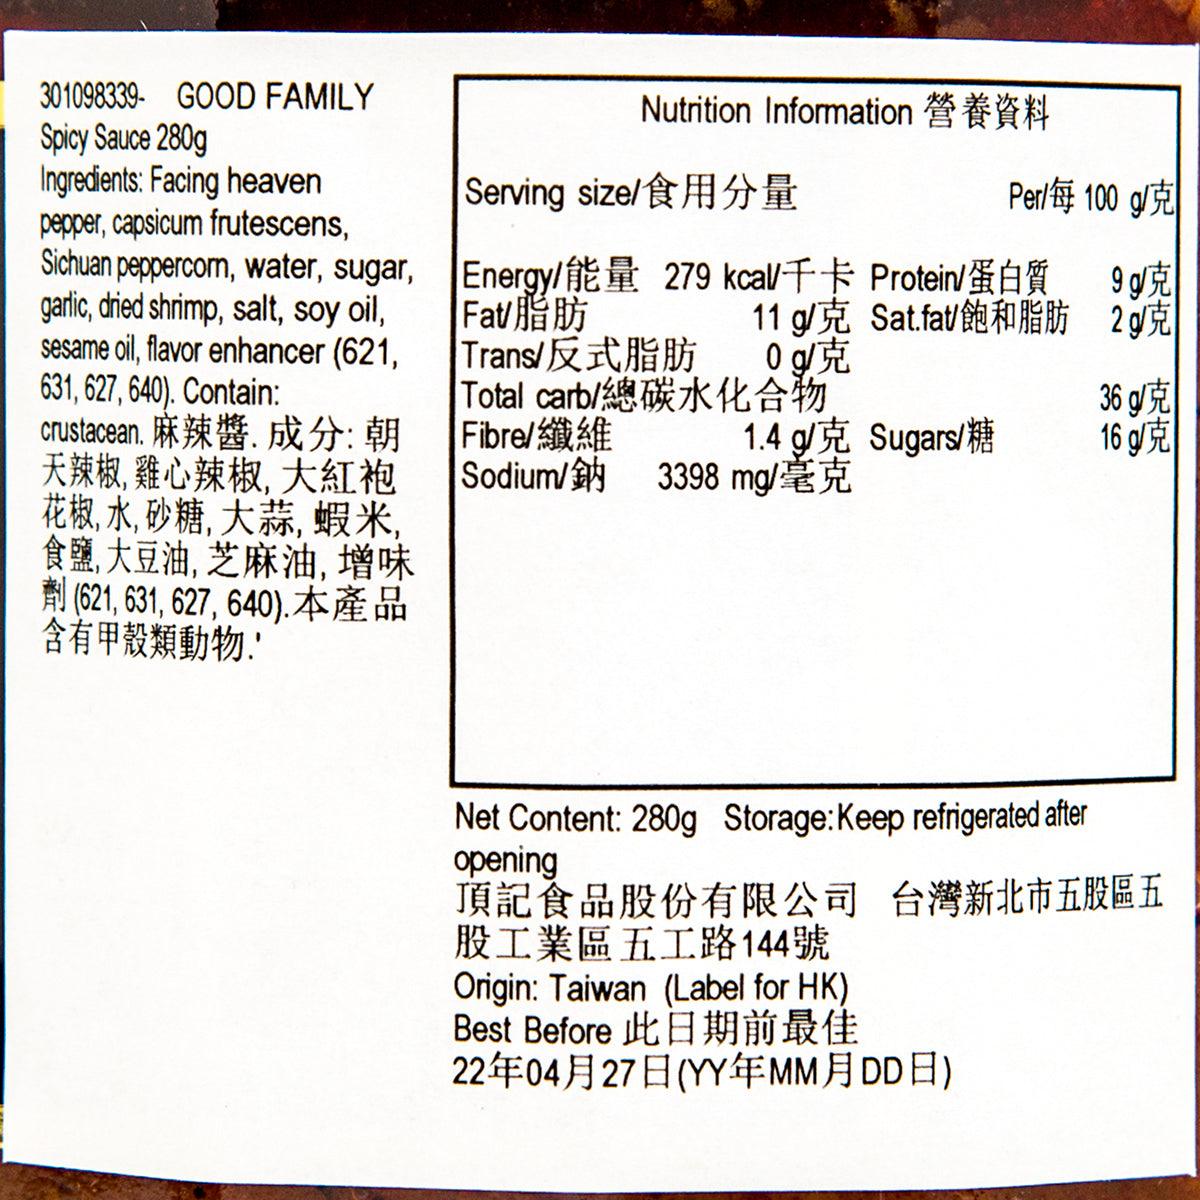 301098339- GOOD FAMILY
Spicy Sauce 280g
Ingredients: Facing heaven
pepper, capsicum frutescens,
Sichuan peppercorn, water, sugar,
garlic, dried shrimp, salt, soy oil,
sesame oil, flavor enhancer (621,
631, 627, 640). Contain:
crustacean. 麻辣醬. 成分: 朝
天辣椒, 雞心辣椒, 大紅袍
花椒, 水, 砂糖, 大蒜, 蝦米,
食鹽, 大豆油, 芝麻油, 增味
劑 (621, 631, 627, 640).本產品
含有甲殼類動物.'
Nutrition Information 營養資料
Serving size/食用分量 Per/每 100 g/克
Energy/能量 279 kcal/千卡 Protein/蛋白質 9 g/克
Fat/脂肪 11 g/克 Sat.fat/飽和脂肪 2 g/克
Trans/反式脂肪 0 g/克
Total carb/總碳水化合物 36 g/克
Fibre/纖維 1.4 g/克 Sugars/糖 16 g/克
Sodium/鈉 3398 mg/毫克
Net Content: 280g Storage:Keep refrigerated after
opening
頂記食品股份有限公司 台灣新北市五股區五
股工業區五工路144號
Origin: Taiwan (Label for HK)
Best Before 此日期前最佳
22年04月27日(YY年MM月DD日)